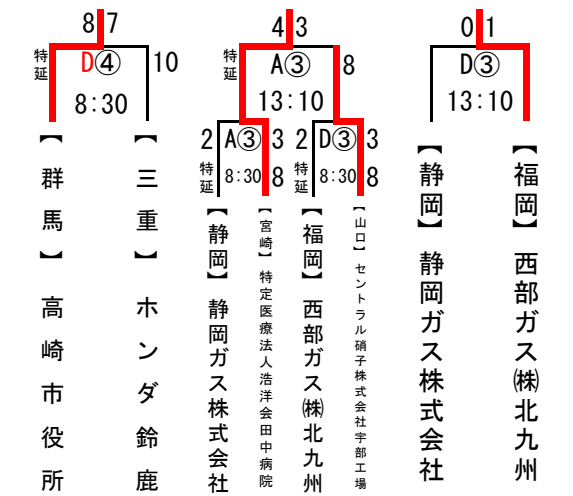 8 7
特延
D④
10
8:30
【群馬】 高崎市役所
【三重】 ホンダ鈴鹿
4 3
特延
A③
8
13:10
2
A③
3
特延
8:30
8
2
D③
3
特延
8:30
8
【静岡】 静岡ガス株式会社
【宮崎】 特定医療法人浩洋会田中病院
【福岡】 西部ガス㈱北九州
【山口】 セントラル硝子株式会社宇部工場
0 1
D③
13:10
【静岡】 静岡ガス株式会社
【福岡】 西部ガス㈱北九州